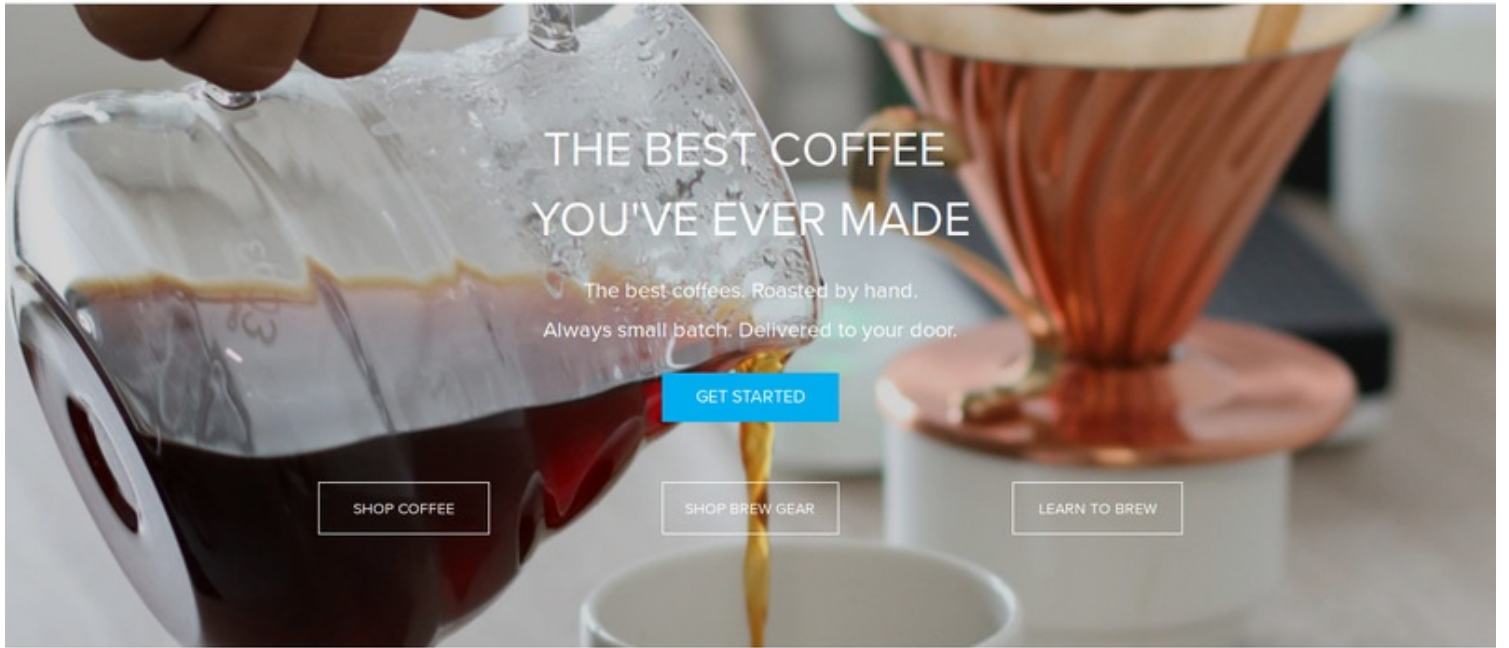 THE BEST COFFEE
YOU'VE EVER MADE
The best coffees. Roasted by hand.
Always small batch. Delivered to your door.
GET STARTED
SHOP COFFEE
SHOP BREW GEAR
LEARN TO BREW